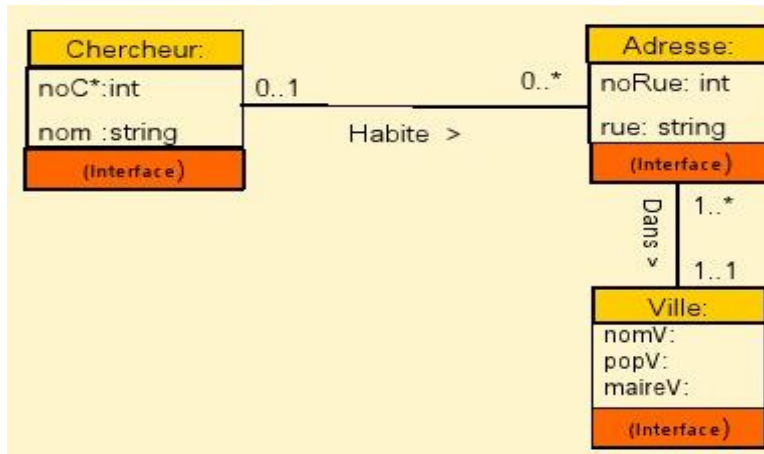 Chercheur:
noC*:int
nom :string
(Interface)
0..1
0..*
Habite >
Adresse:
noRue: int
rue: string
(Interface)
1..*
Dans >
1..1
Ville:
nomV:
popV:
maireV:
(Interface)